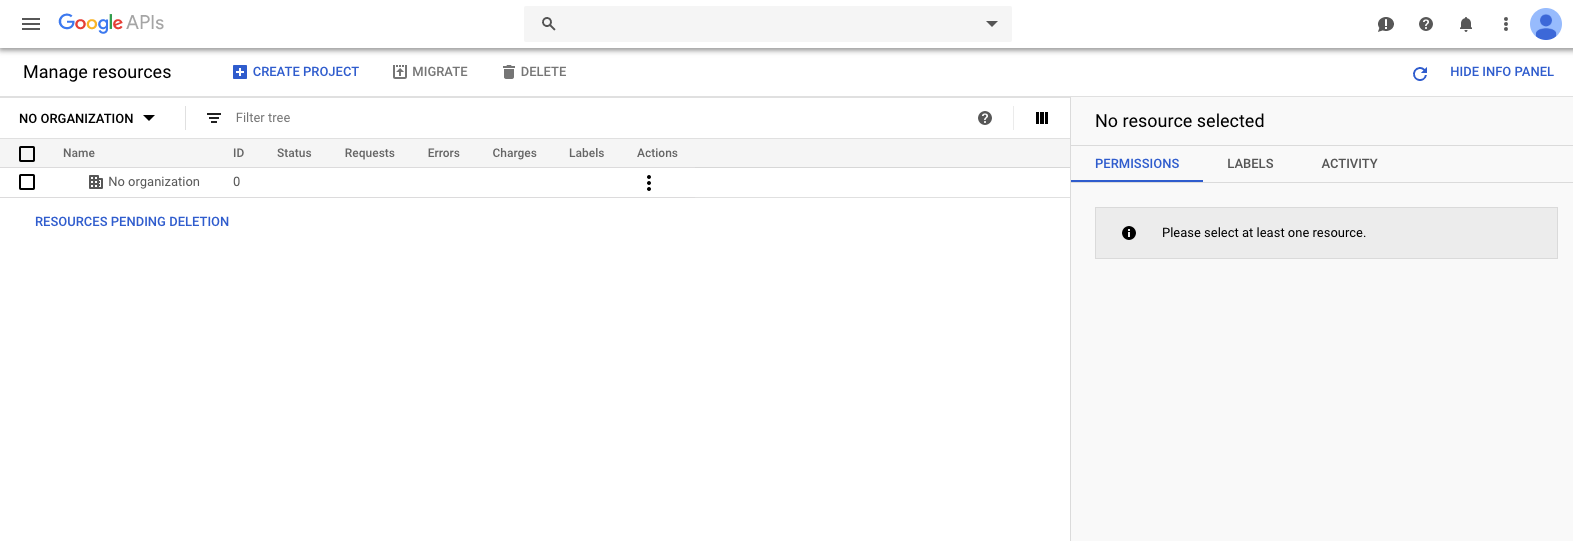 Google APIs
Manage resources CREATE PROJECT MIGRATE DELETE HIDE INFO PANEL
NO ORGANIZATION Filter tree
Name ID Status Requests Errors Charges Labels Actions
No organization 0
RESOURCES PENDING DELETION
No resource selected
PERMISSIONS LABELS ACTIVITY
Please select at least one resource.